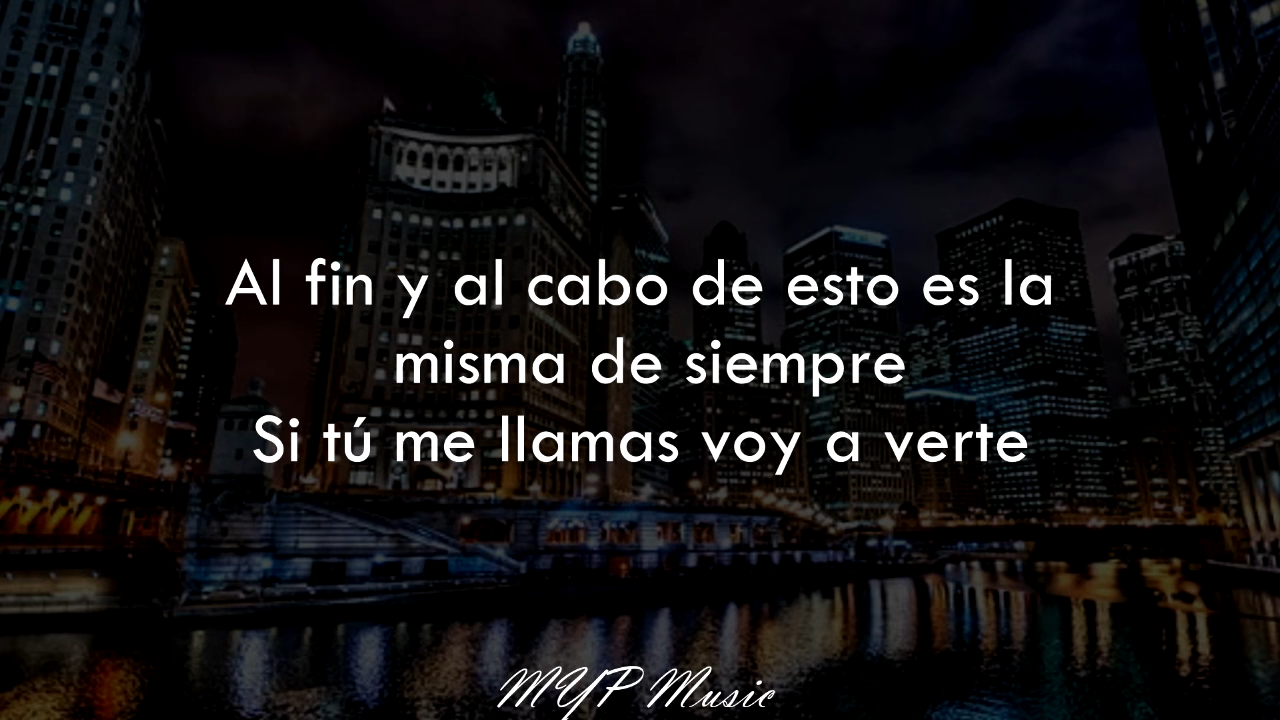 Al fin y al cabo de esto es la
misma de siempre
Si tú me llamas voy a verte
MYP Music